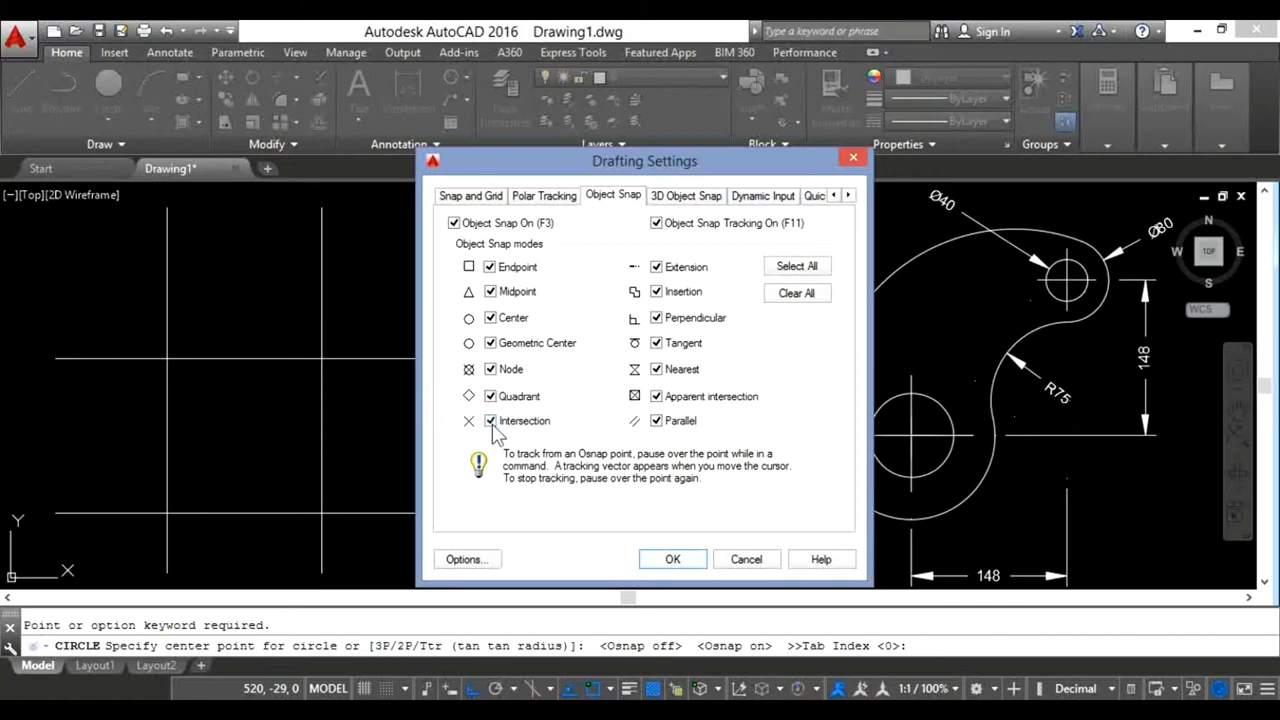 Autodesk AutoCAD 2016 Drawing1.dwg
Type a keyword or phrase
Sign In
Home Insert Annotate Parametric View Manage Output Add-ins A360 Express Tools Featured Apps BIM 360 Performance
ByLayer
ByLayer
Draw Modify Annotation Layers Block Properties Groups
Start Drawing1*
[−][Top][2D Wireframe]
Drafting Settings
Snap and Grid Polar Tracking Object Snap 3D Object Snap Dynamic Input Quic
Object Snap On (F3) Object Snap Tracking On (F11)
Object Snap modes
Endpoint Extension Select All
Midpoint Insertion Clear All
Center Perpendicular
Geometric Center Tangent
Node Nearest
Quadrant Apparent intersection
Intersection Parallel
To track from an Osnap point, pause over the point while in a
command. A tracking vector appears when you move the cursor.
To stop tracking, pause over the point again.
Options... OK Cancel Help
Ø40
Ø80
N
W TOP E
S
WCS
148
R75
148
Y
X
Point or option keyword required.
CIRCLE Specify center point for circle or [3P/2P/Ttr (tan tan radius)]: <Osnap off> <Osnap on> >>Tab Index <0>:
Model Layout1 Layout2 +
520, -29, 0 MODEL 1:1 / 100% Decimal